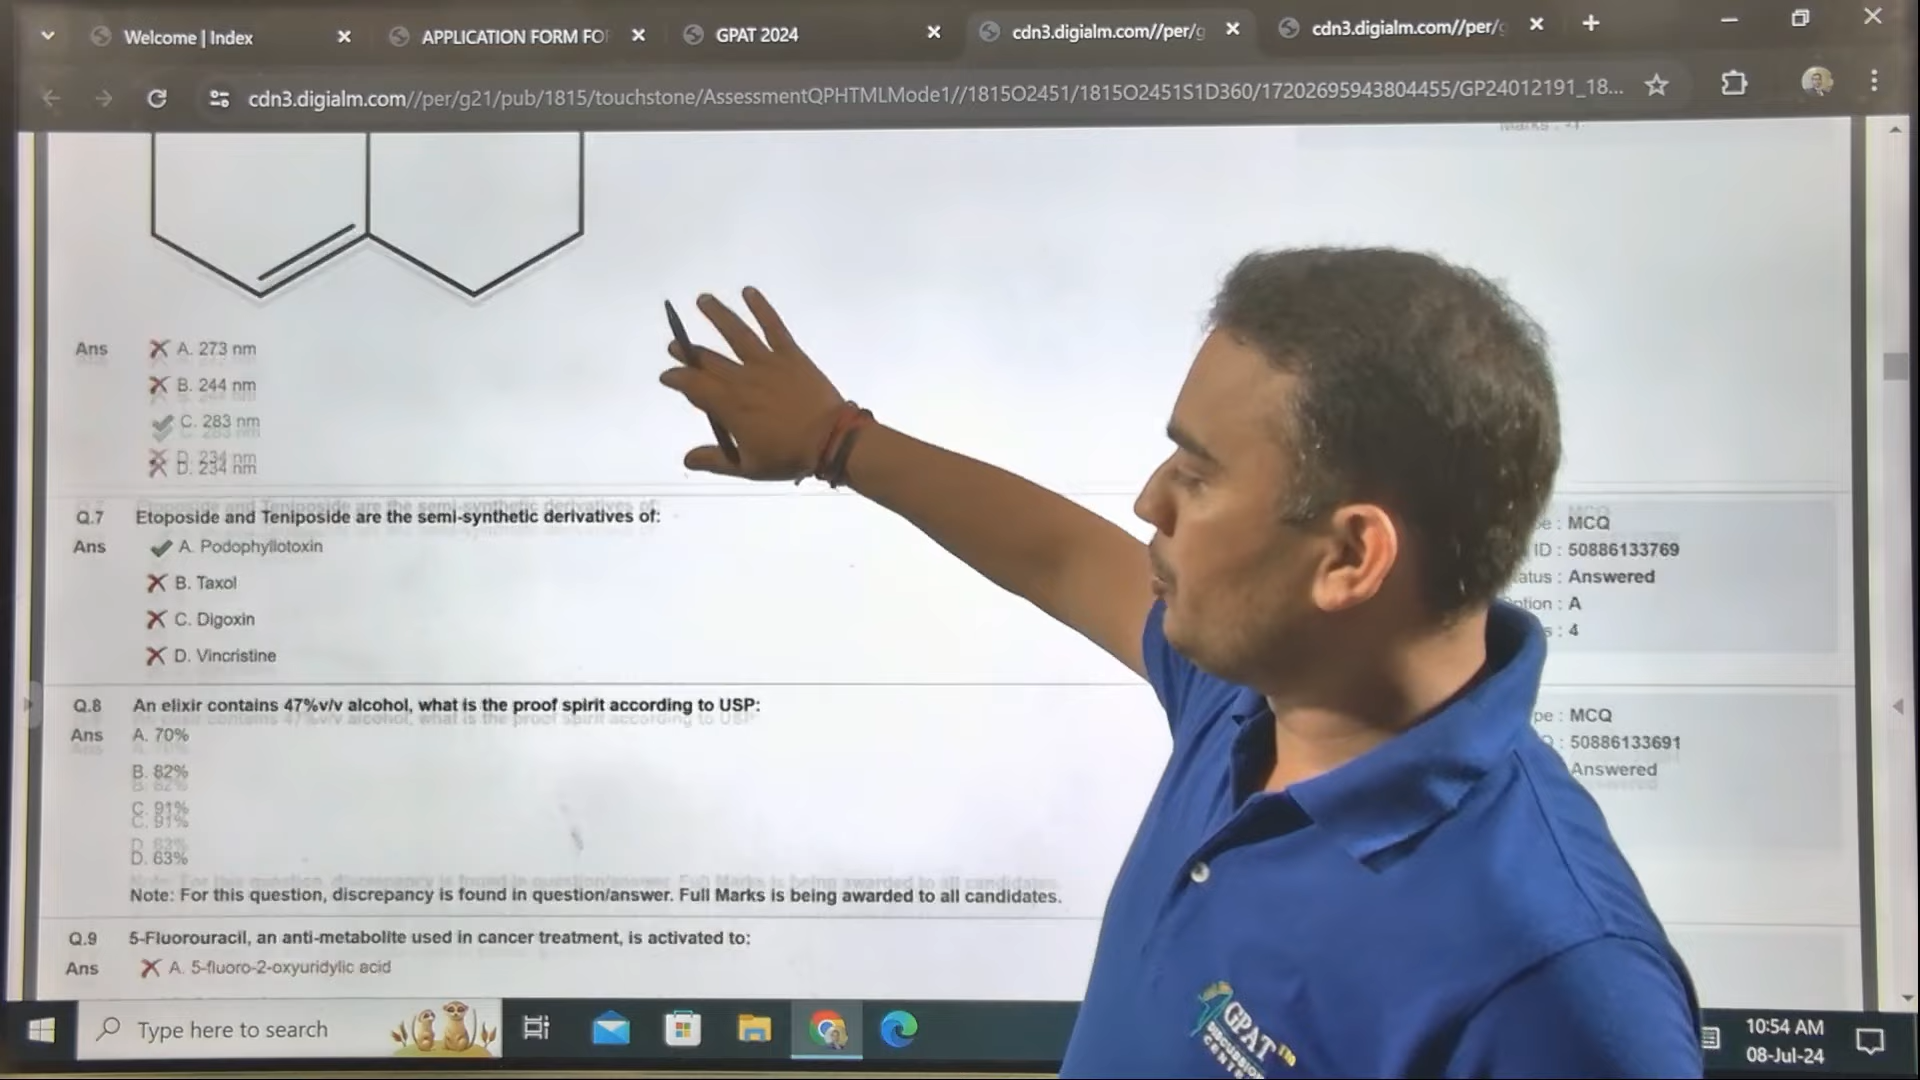 Welcome | Index
APPLICATION FORM FO
GPAT 2024
cdn3.digialm.com//per/g
cdn3.digialm.com//per/g
cdn3.digialm.com//per/g21/pub/1815/touchstone/AssessmentQPHTMLMode1//1815O2451/1815O2451S1D360/17202695943804455/GP24012191_18...
Ans
A. 273 nm
B. 244 nm
C. 283 nm
D. 234 nm
Q.7 Etoposide and Teniposide are the semi-synthetic derivatives of:
Ans A. Podophyllotoxin
B. Taxol
C. Digoxin
D. Vincristine
: MCQ
ID : 50886133769
: Answered
: A
: 4
Q.8 An elixir contains 47%v/v alcohol, what is the proof spirit according to USP:
Ans A. 70%
B. 82%
C. 91%
D. 63%
Note: For this question, discrepancy is found in question/answer. Full Marks is being awarded to all candidates.
: MCQ
: 50886133691
Answered
Q.9 5-Fluorouracil, an anti-metabolite used in cancer treatment, is activated to:
Ans A. 5-fluoro-2-oxyuridylic acid
Type here to search
10:54 AM
08-Jul-24
GPAT
DISCUSSION
CENTRE